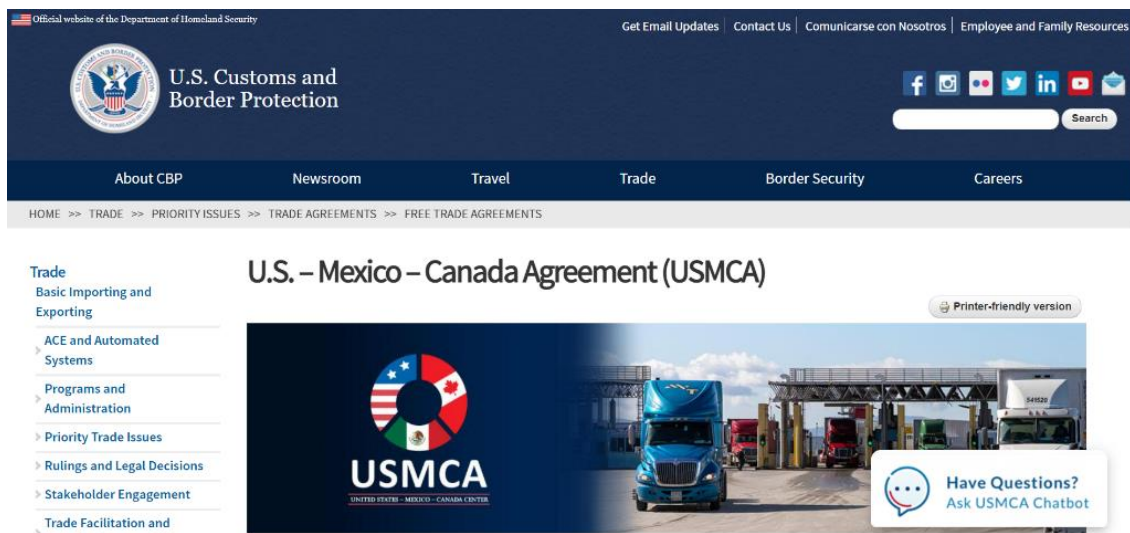 Official website of the Department of Homeland Security
Get Email Updates | Contact Us | Comunicarse con Nosotros | Employee and Family Resources
U.S. Customs and
Border Protection
Search
About CBP Newsroom Travel Trade Border Security Careers
HOME >> TRADE >> PRIORITY ISSUES >> TRADE AGREEMENTS >> FREE TRADE AGREEMENTS
Trade
Basic Importing and
Exporting
ACE and Automated
Systems
Programs and
Administration
Priority Trade Issues
Rulings and Legal Decisions
Stakeholder Engagement
Trade Facilitation and
U.S. – Mexico – Canada Agreement (USMCA)
Printer-friendly version
USMCA
UNITED STATES – MEXICO – CANADA CENTER
541520
Have Questions?
Ask USMCA Chatbot